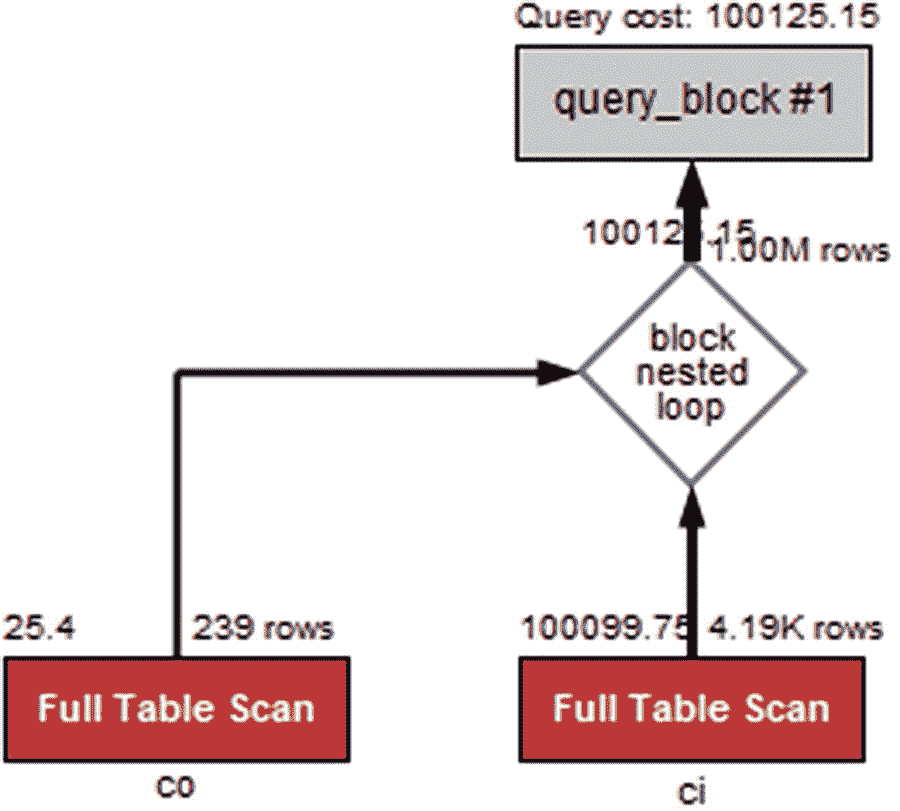 Query cost: 100125.15
query_block #1
100125.15
1.00M rows
block
nested
loop
25.4
239 rows
100099.75
4.19K rows
Full Table Scan
Full Table Scan
co
ci